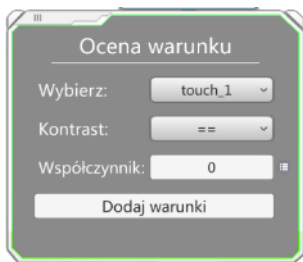 Ocena warunku
Wybierz: touch_1
Kontrast: ==
Współczynnik: 0
Dodaj warunki